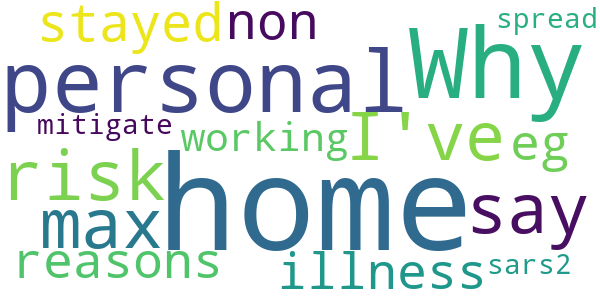 stayed non spread
personal Why
mitigate working I've eg
risk home say
max
reasons illness sars2